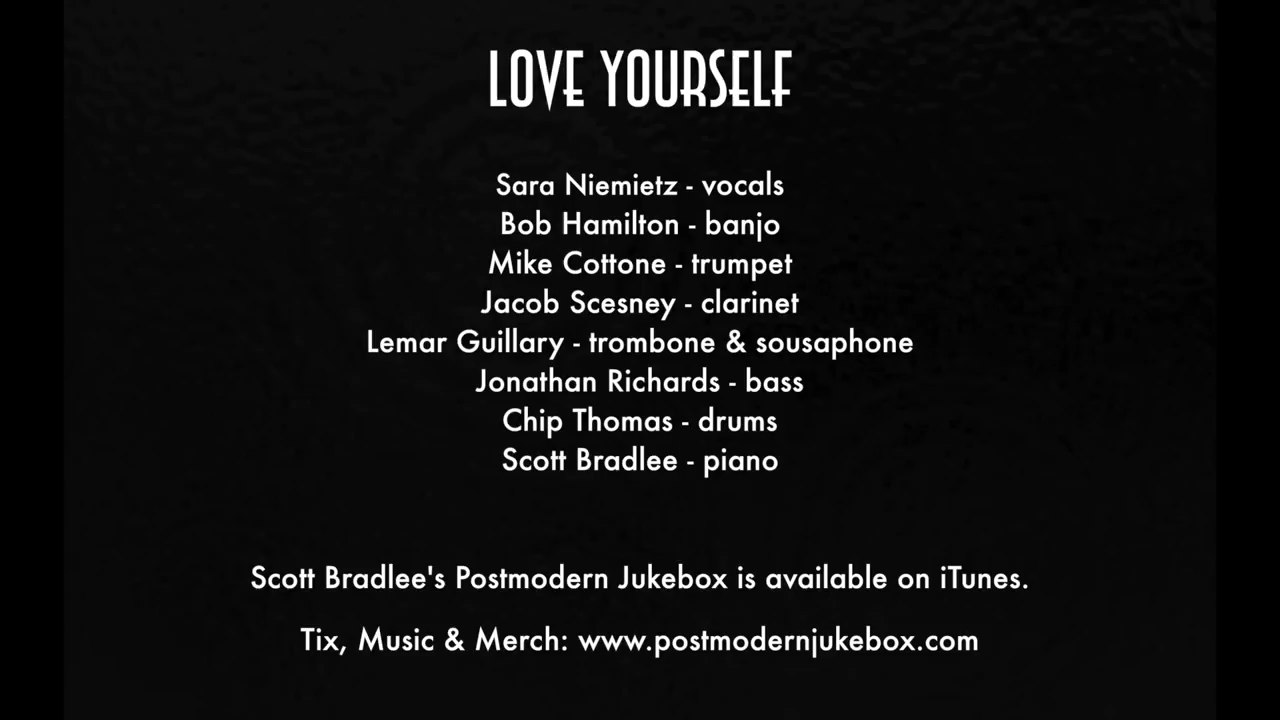 LOVE YOURSELF
Sara Niemietz - vocals
Bob Hamilton - banjo
Mike Cottone - trumpet
Jacob Scesney - clarinet
Lemar Guillary - trombone & sousaphone
Jonathan Richards - bass
Chip Thomas - drums
Scott Bradlee - piano
Scott Bradlee's Postmodern Jukebox is available on iTunes.
Tix, Music & Merch: www.postmodernjukebox.com